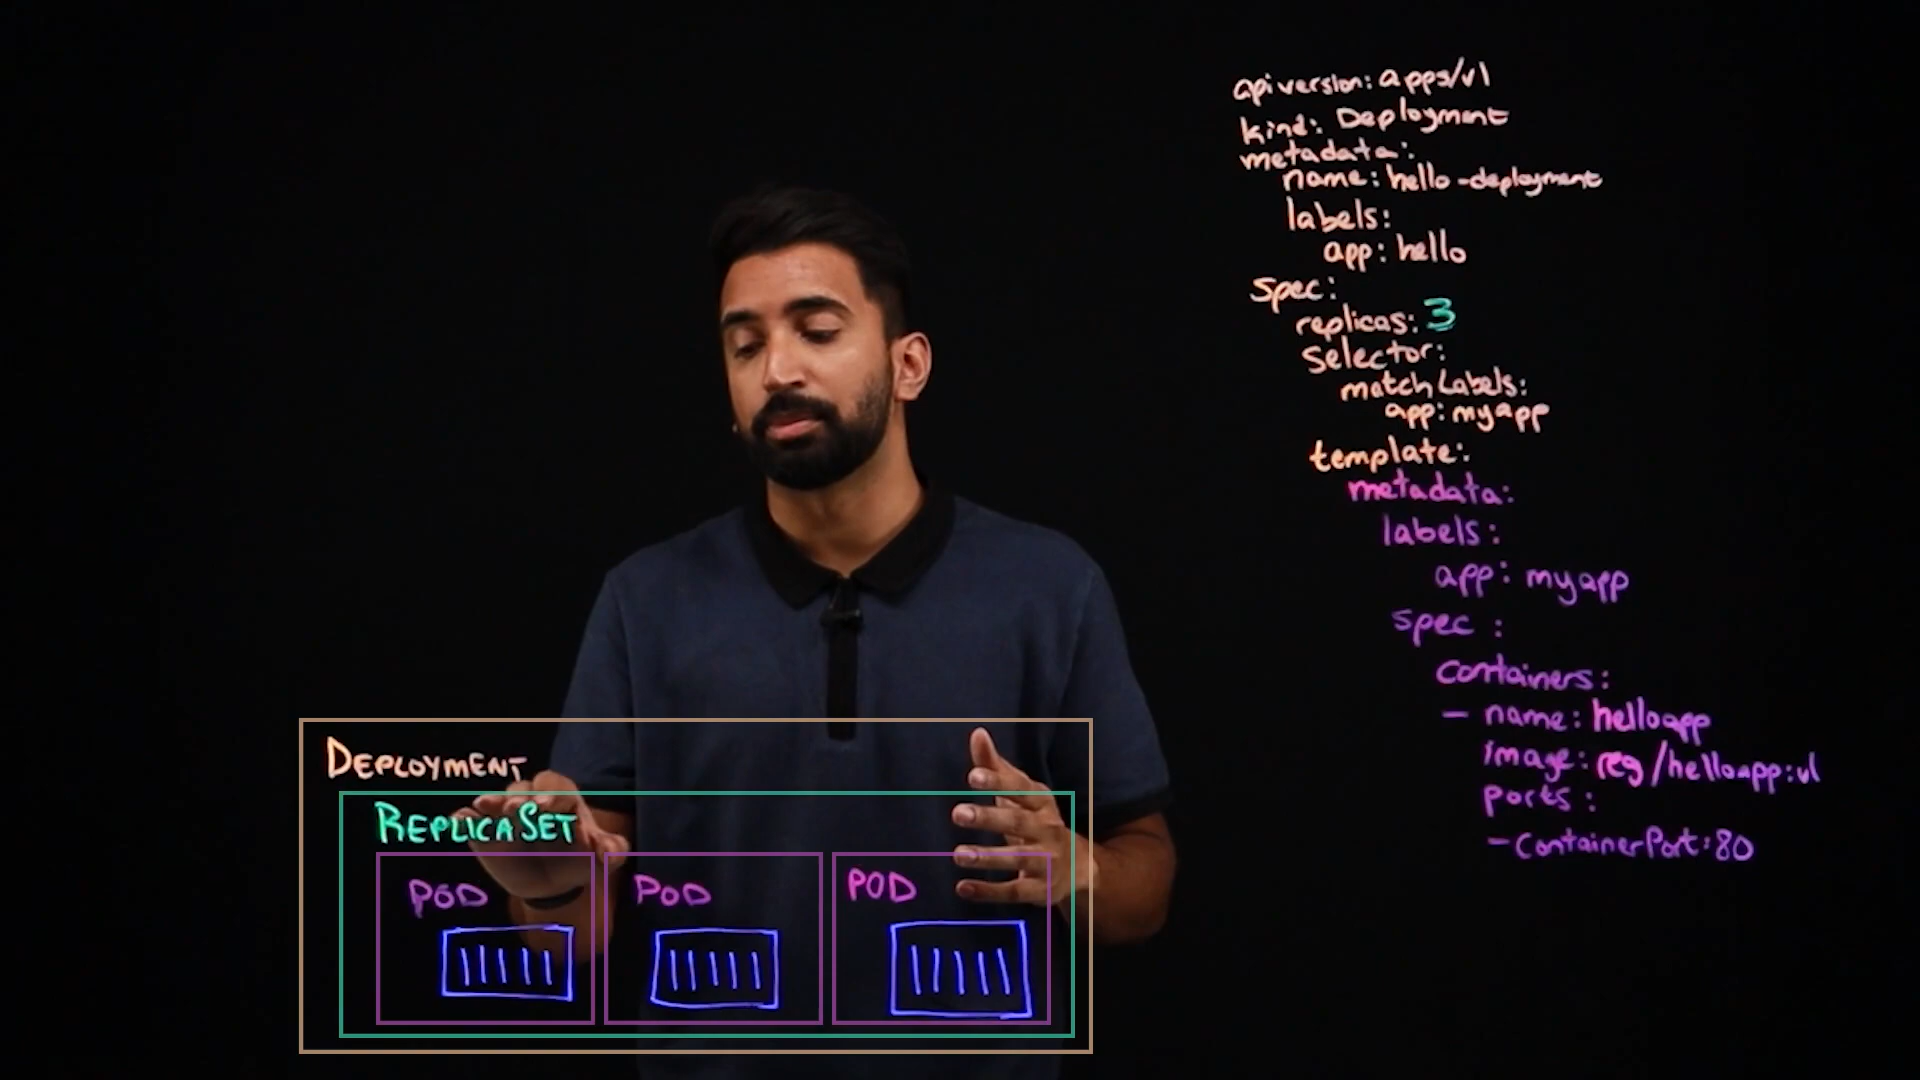 apiversion: apps/v1
kind: Deployment
metadata:
name: hello-deployment
labels:
app: hello
spec:
replicas: 3
Selector:
matchLabels:
app: myapp
template:
metadata:
labels:
app: myapp
spec:
Containers:
- name: helloapp
image: reg/helloapp:v1
ports:
- ContainerPort: 80
DEPLOYMENT
REPLICASET
POD POD POD